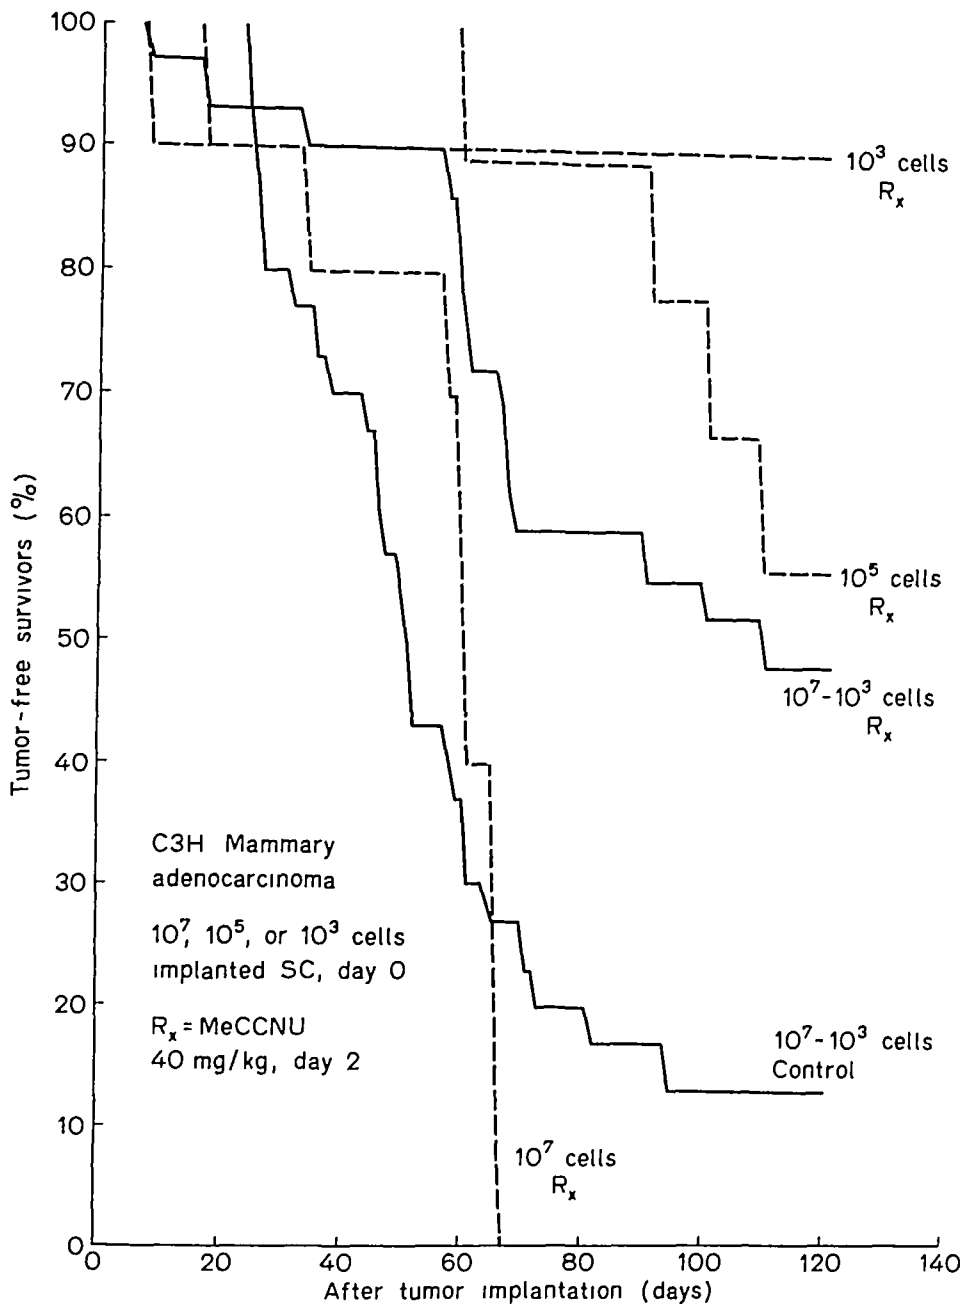 100
90
80
70
60
50
40
30
20
10
0
Tumor-free survivors (%)
10³ cells
Rₓ
10⁵ cells
Rₓ
10⁷-10³ cells
Rₓ
C3H Mammary
adenocarcinoma
10⁷, 10⁵, or 10³ cells
implanted SC, day 0
Rₓ = MeCCNU
40 mg/kg, day 2
10⁷-10³ cells
Control
10⁷ cells
Rₓ
0 20 40 60 80 100 120 140
After tumor implantation (days)